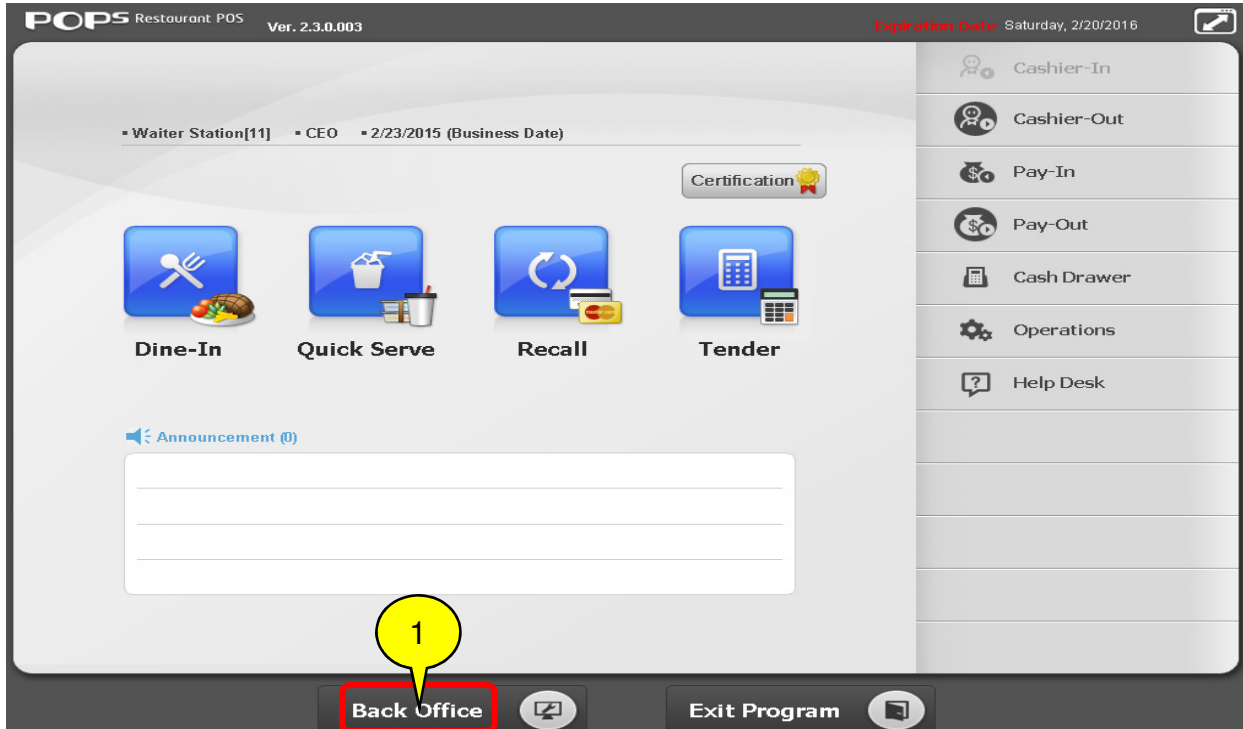 POPS Restaurant POS Ver. 2.3.0.003 Expiration Date Saturday, 2/20/2016
Cashier-In
▪ Waiter Station[11] ▪ CEO ▪ 2/23/2015 (Business Date)
Cashier-Out
Certification
Pay-In
Pay-Out
Cash Drawer
Operations
Help Desk
Dine-In Quick Serve Recall Tender
Announcement (0)
1
Back Office Exit Program